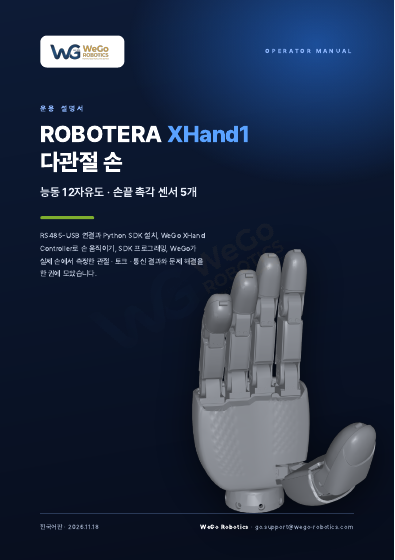 WG WeGo
ROBOTICS
OPERATOR MANUAL
운용 설명서
ROBOTERA XHand1
다관절 손
능동 12자유도 · 손끝 촉각 센서 5개
RS485-USB 연결과 Python SDK 설치, WeGo XHand
Controller로 손 움직이기, SDK 프로그래밍, WeGo가
실제 손에서 측정한 관절 · 토크 · 통신 결과와 문제 해결을
한 권에 모았습니다.
WeGo
ROBOTICS
한국어판 · 2026.11.18
WeGo Robotics · go.support@wego-robotics.com